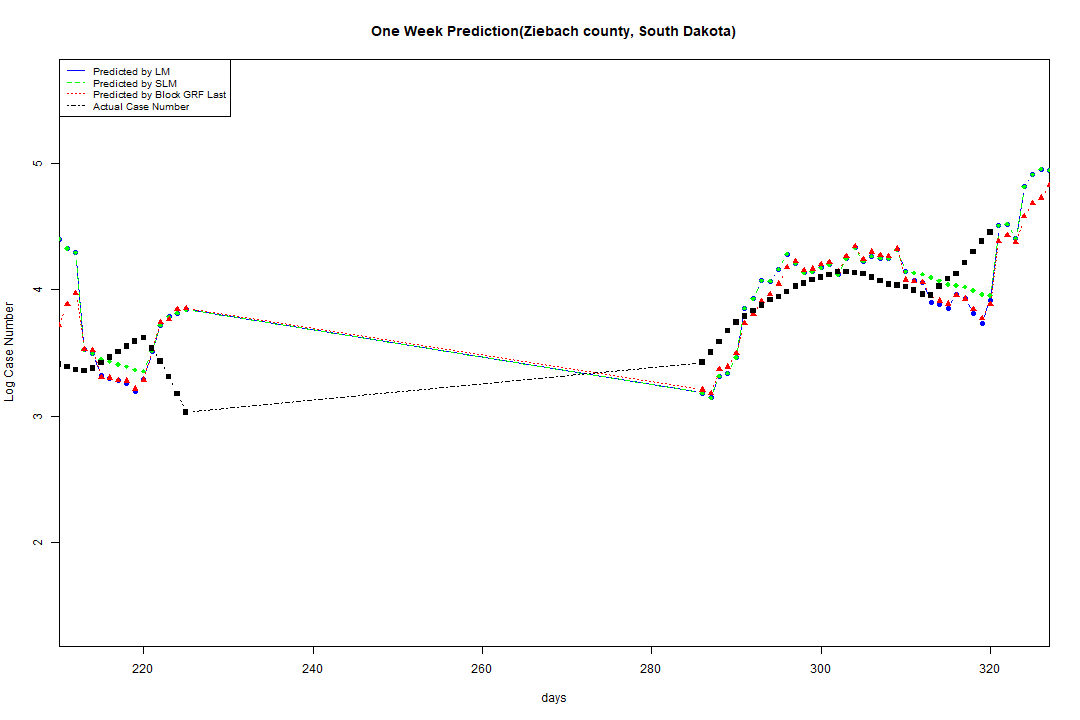 One Week Prediction(Ziebach county, South Dakota)
Predicted by LM
Predicted by SLM
Predicted by Block GRF Last
Actual Case Number
Log Case Number
5
4
3
2
220 240 260 280 300 320
days